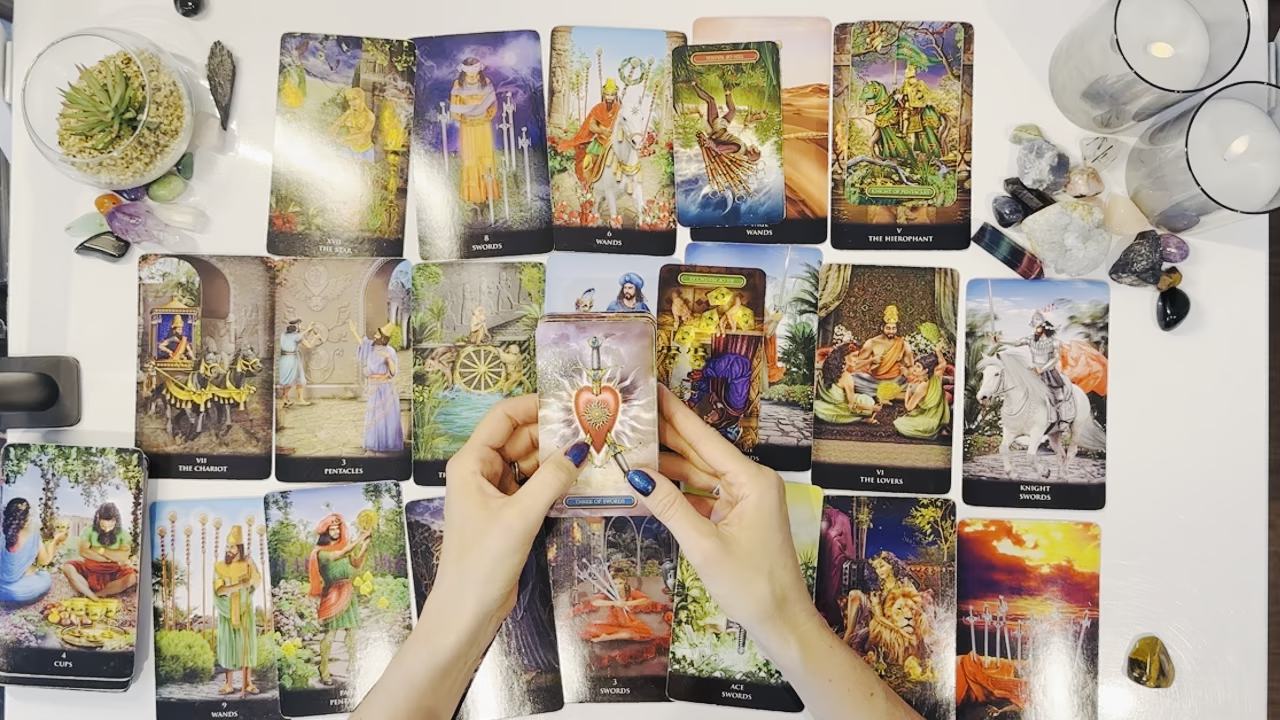 XVII
THE STAR
8
SWORDS
6
WANDS
WANDS
KNIGHT OF PENTACLES
V
THE HIEROPHANT
VII
THE CHARIOT
3
PENTACLES
THREE OF SWORDS
VI
THE LOVERS
KNIGHT
SWORDS
4
CUPS
9
WANDS
3
SWORDS
ACE
SWORDS